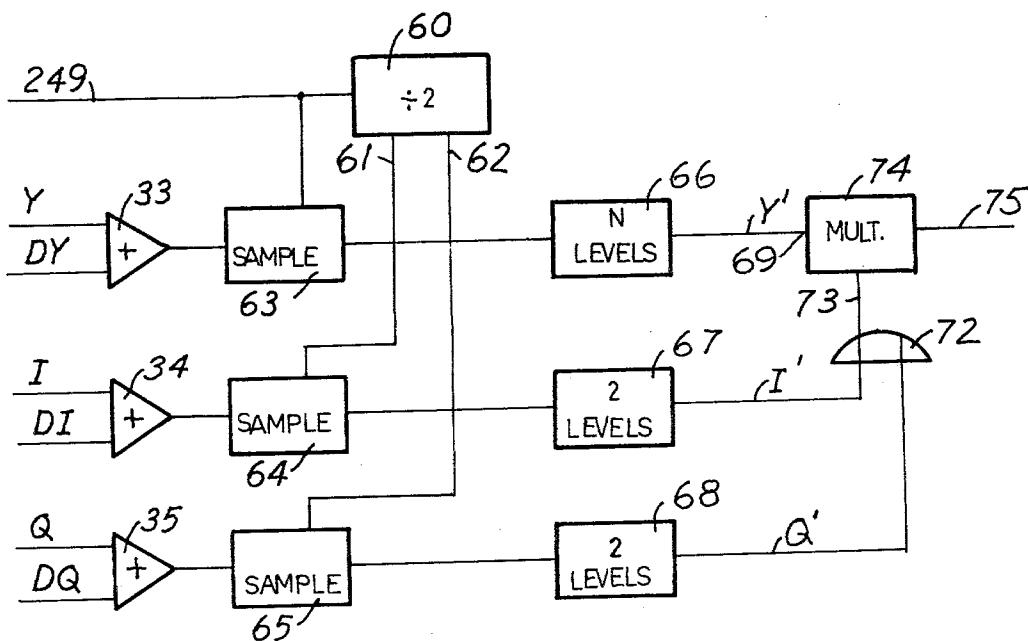 60
249
÷2
61
62
Y
DY
33
+
SAMPLE
63
66
N
LEVELS
Y'
69
74
MULT.
75
73
72
I
DI
34
+
SAMPLE
64
67
2
LEVELS
I'
Q
DQ
35
+
SAMPLE
65
68
2
LEVELS
Q'